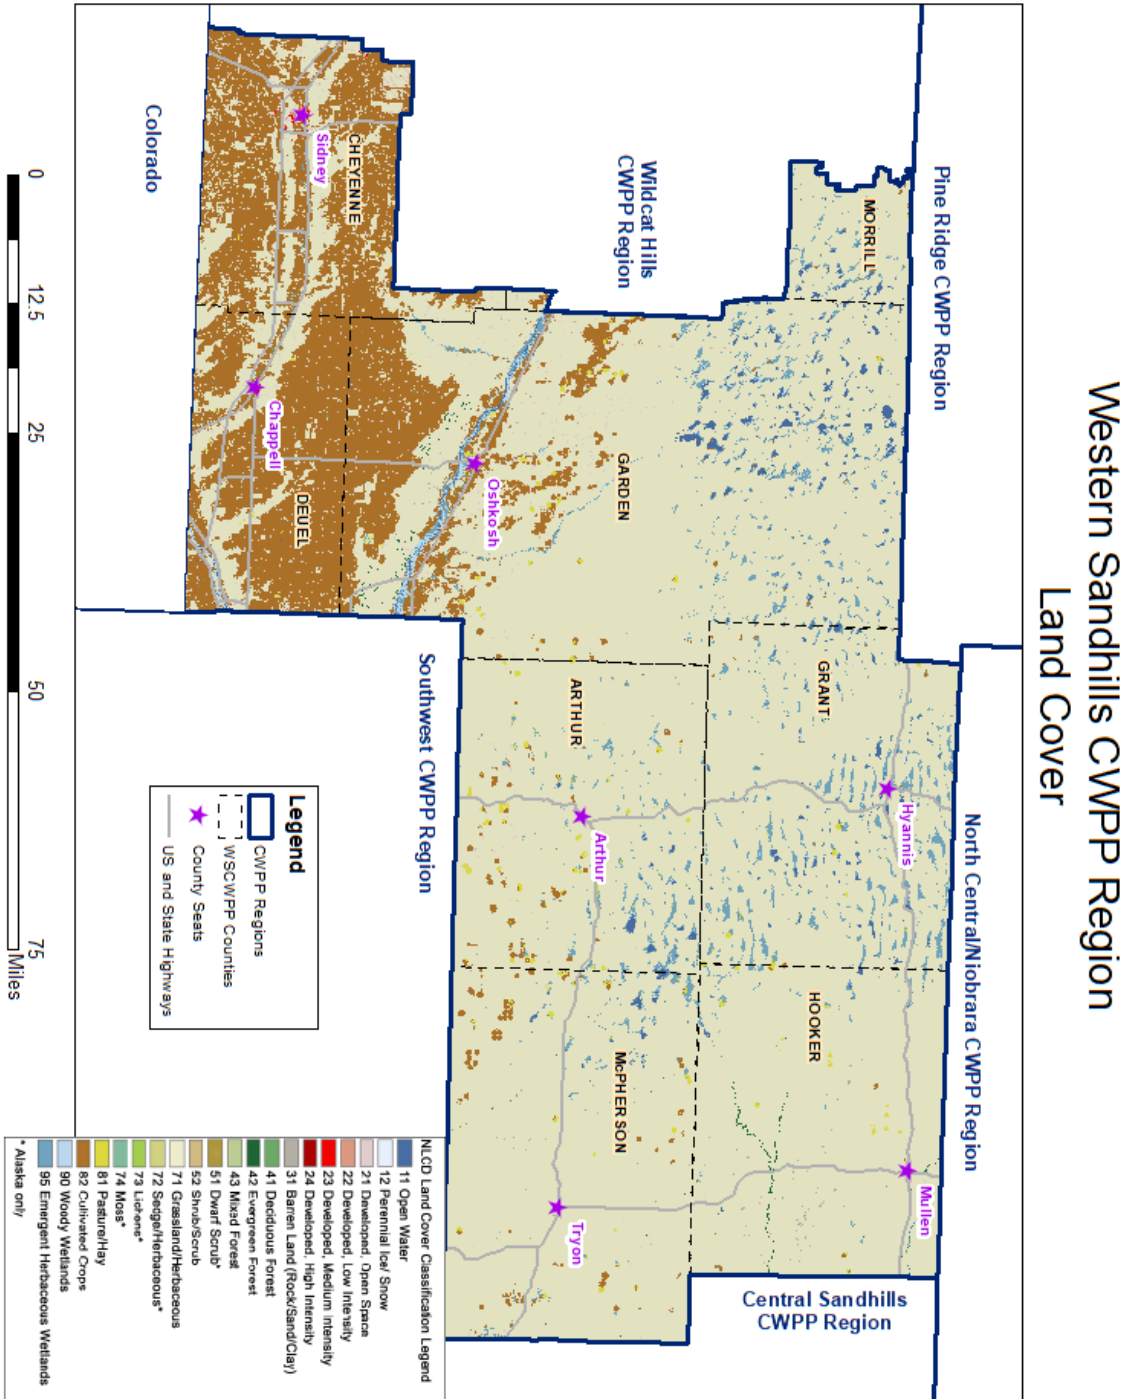 Western Sandhills CWPP Region
Land Cover
Pine Ridge CWPP Region
North Central/Niobrara CWPP Region
Wildcat Hills
CWPP Region
Central Sandhills
CWPP Region
Southwest CWPP Region
Colorado
MORRILL
GARDEN
GRANT
HOOKER
ARTHUR
McPHERSON
CHEYENNE
DEUEL
Hyannis
Mullen
Arthur
Tryon
Oshkosh
Sidney
Chappell
Legend
CWPP Regions
WSCWPP Counties
County Seats
US and State Highways
0 12.5 25 50 75
Miles
NLCD Land Cover Classification Legend
11 Open Water
12 Perennial Ice/ Snow
21 Developed, Open Space
22 Developed, Low Intensity
23 Developed, Medium Intensity
24 Developed, High Intensity
31 Barren Land (Rock/Sand/Clay)
41 Deciduous Forest
42 Evergreen Forest
43 Mixed Forest
51 Dwarf Scrub*
52 Shrub/Scrub
71 Grassland/Herbaceous
72 Sedge/Herbaceous*
73 Lichens*
74 Moss*
81 Pasture/Hay
82 Cultivated Crops
90 Woody Wetlands
95 Emergent Herbaceous Wetlands
* Alaska only